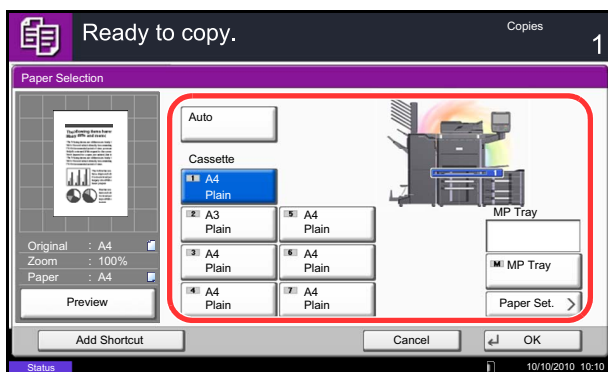 Ready to copy.
Copies
1
Paper Selection
Auto
Cassette
1 A4
Plain
2 A3
Plain
5 A4
Plain
3 A4
Plain
6 A4
Plain
4 A4
Plain
7 A4
Plain
1
MP Tray
M MP Tray
Paper Set.
Original : A4
Zoom : 100%
Paper : A4
Preview
Add Shortcut
Cancel
OK
Status
10/10/2010 10:10